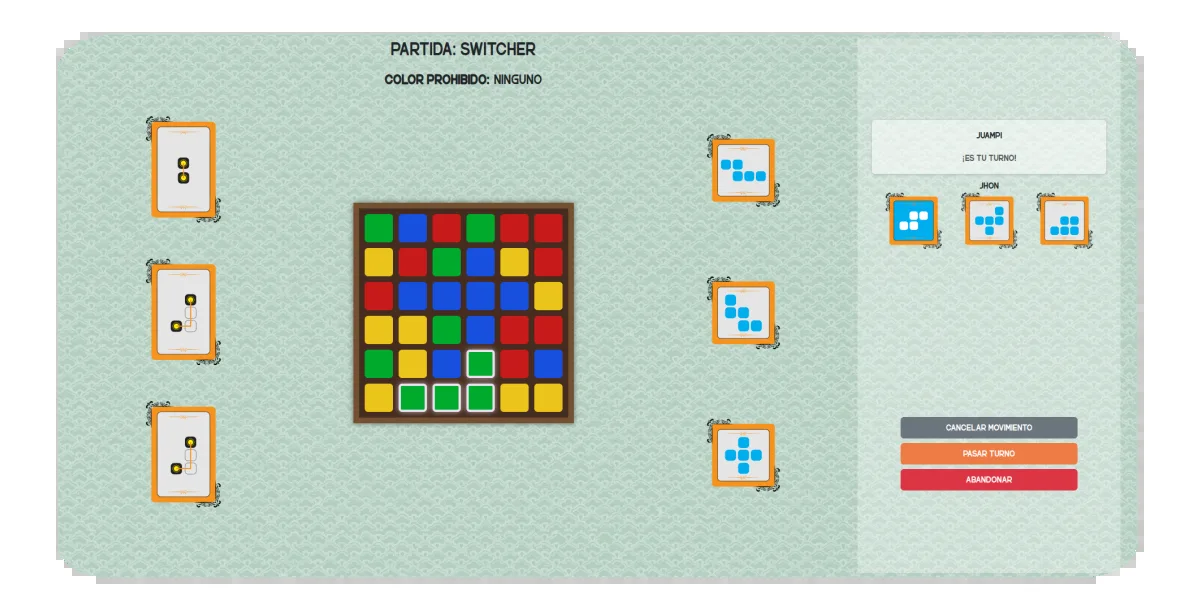 PARTIDA: SWITCHER
COLOR PROHIBIDO: NINGUNO
JUAMPI
¡ES TU TURNO!
JHON
CANCELAR MOVIMIENTO
PASAR TURNO
ABANDONAR